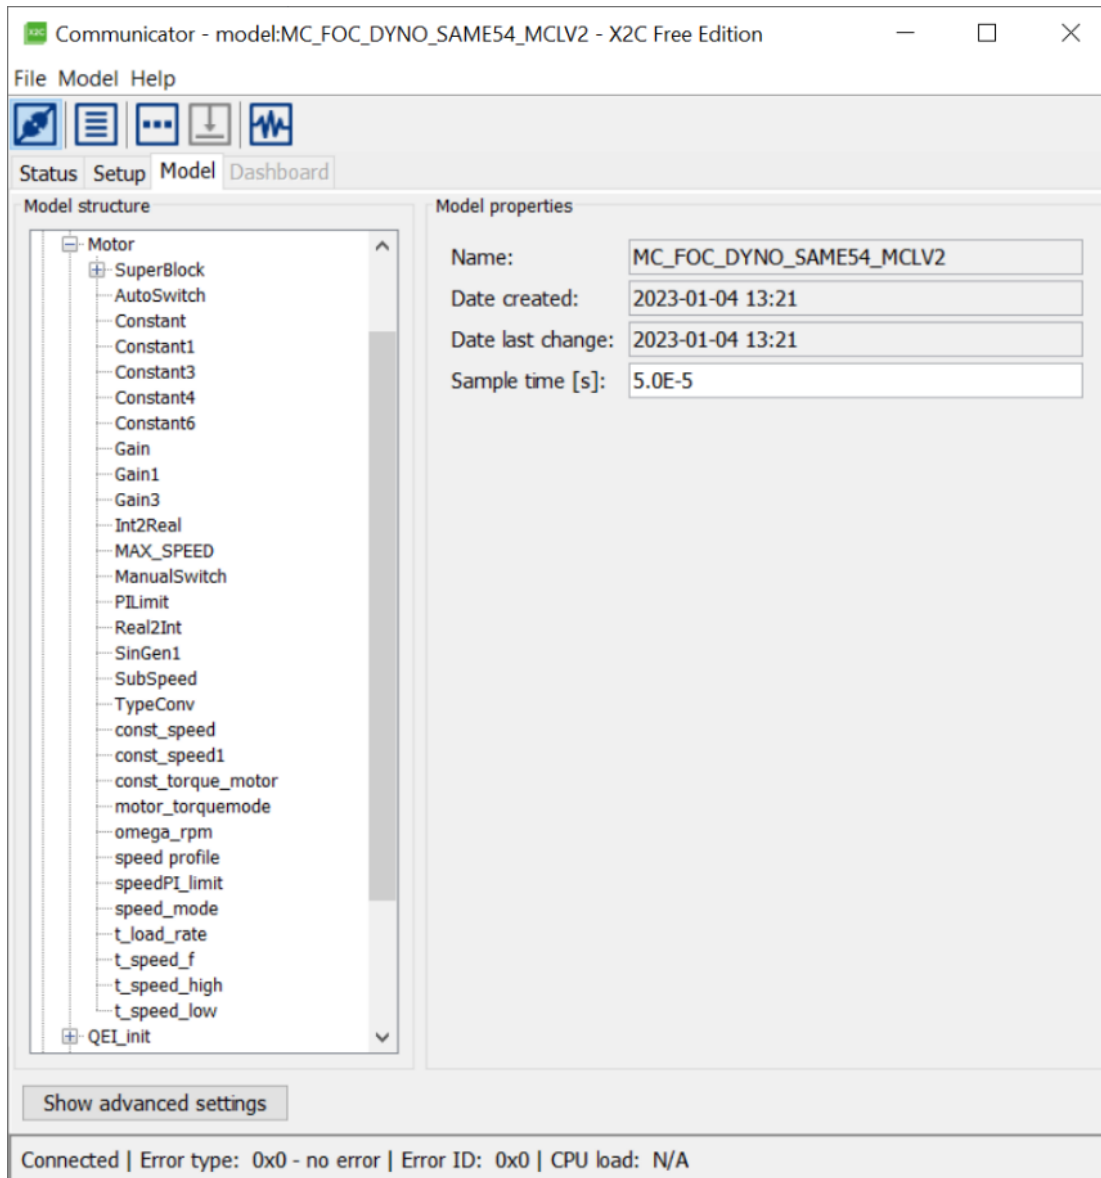 X2C Communicator - model:MC_FOC_DYNO_SAME54_MCLV2 - X2C Free Edition
File Model Help
Status Setup Model Dashboard
Model structure
Motor
SuperBlock
AutoSwitch
Constant
Constant1
Constant3
Constant4
Constant6
Gain
Gain1
Gain3
Int2Real
MAX_SPEED
ManualSwitch
PILimit
Real2Int
SinGen1
SubSpeed
TypeConv
const_speed
const_speed1
const_torque_motor
motor_torquemode
omega_rpm
speed profile
speedPI_limit
speed_mode
t_load_rate
t_speed_f
t_speed_high
t_speed_low
QEI_init
Model properties
Name: MC_FOC_DYNO_SAME54_MCLV2
Date created: 2023-01-04 13:21
Date last change: 2023-01-04 13:21
Sample time [s]: 5.0E-5
Show advanced settings
Connected | Error type: 0x0 - no error | Error ID: 0x0 | CPU load: N/A